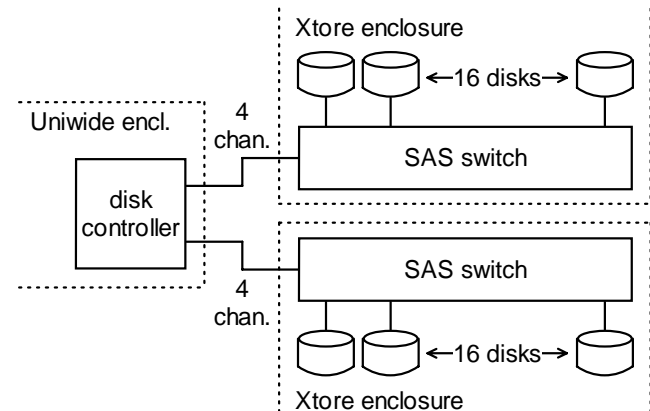 Xtore enclosure
16 disks
4
chan.
Uniwide encl.
SAS switch
disk
controller
SAS switch
4
chan.
16 disks
Xtore enclosure